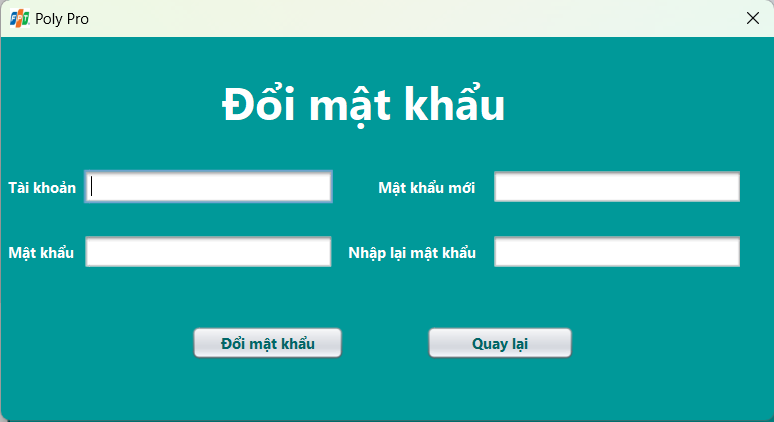 FPT Poly Pro
Đổi mật khẩu
Tài khoản
Mật khẩu mới
Mật khẩu
Nhập lại mật khẩu
Đổi mật khẩu
Quay lại